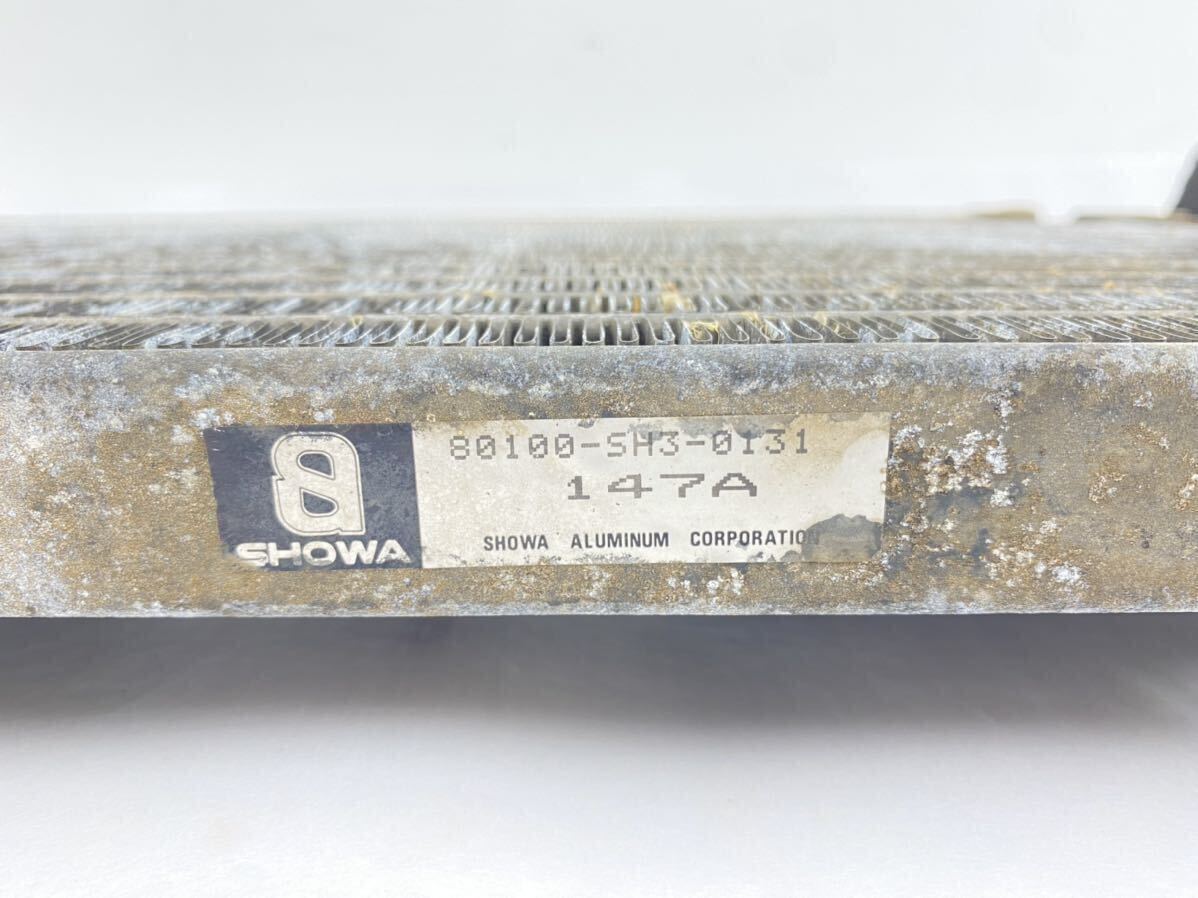 SHOWA
80100-SH3-0131
147A
SHOWA ALUMINUM CORPORATION